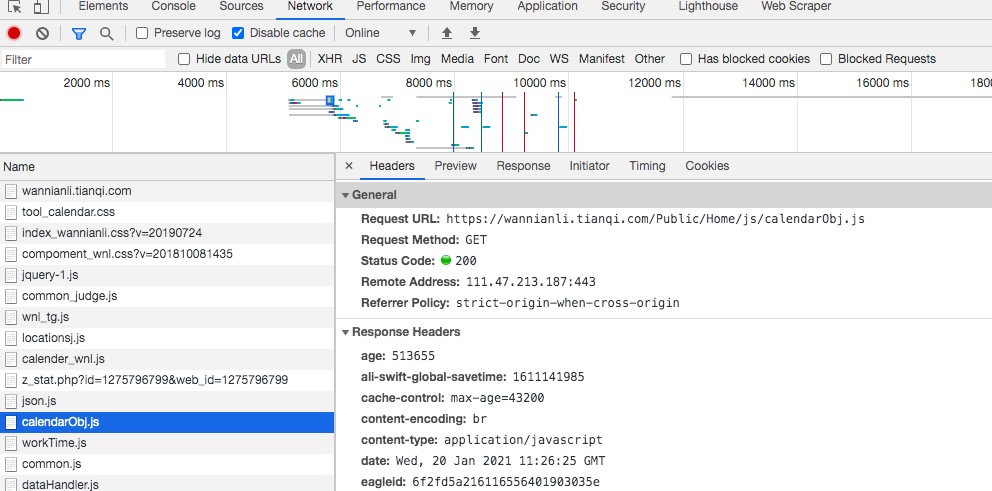 Elements Console Sources Network Performance Memory Application Security Lighthouse Web Scraper
Preserve log Disable cache Online ▼
Filter Hide data URLs All XHR JS CSS Img Media Font Doc WS Manifest Other Has blocked cookies Blocked Requests
2000 ms 4000 ms 6000 ms 8000 ms 10000 ms 12000 ms 14000 ms 16000 ms 1800
Name
wannianli.tianqi.com
tool_calendar.css
index_wannianli.css?v=20190724
compoment_wnl.css?v=201810081435
jquery-1.js
common_judge.js
wnl_tg.js
locationsj.js
calender_wnl.js
z_stat.php?id=1275796799&web_id=1275796799
json.js
calendarObj.js
workTime.js
common.js
dataHandler.js
× Headers Preview Response Initiator Timing Cookies
▼ General
Request URL: https://wannianli.tianqi.com/Public/Home/js/calendarObj.js
Request Method: GET
Status Code: 200
Remote Address: 111.47.213.187:443
Referrer Policy: strict-origin-when-cross-origin
▼ Response Headers
age: 513655
ali-swift-global-savetime: 1611141985
cache-control: max-age=43200
content-encoding: br
content-type: application/javascript
date: Wed, 20 Jan 2021 11:26:25 GMT
eagleid: 6f2fd5a216116556401903035e